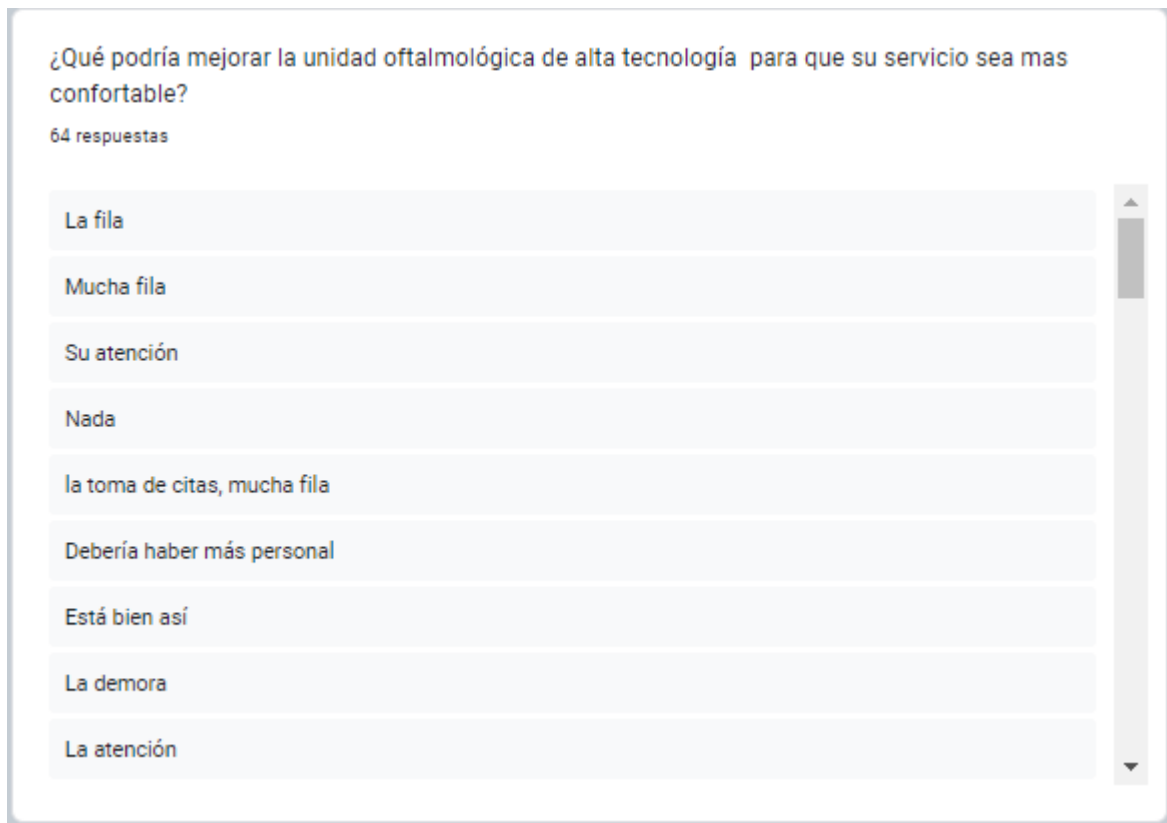 ¿Qué podría mejorar la unidad oftalmológica de alta tecnología  para que su servicio sea mas
confortable?
64 respuestas
La fila
Mucha fila
Su atención
Nada
la toma de citas, mucha fila
Debería haber más personal
Está bien así
La demora
La atención